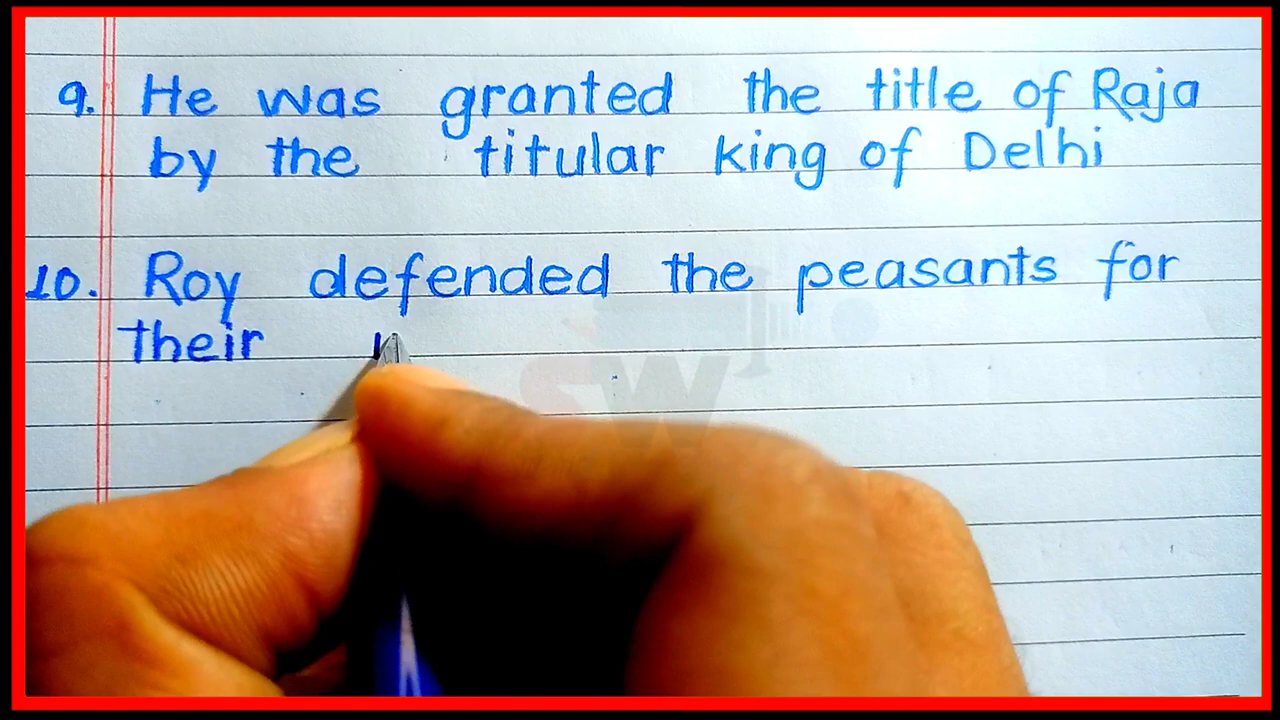 9. He was granted the title of Raja
by the titular king of Delhi
10. Roy defended the peasants for
their
SW